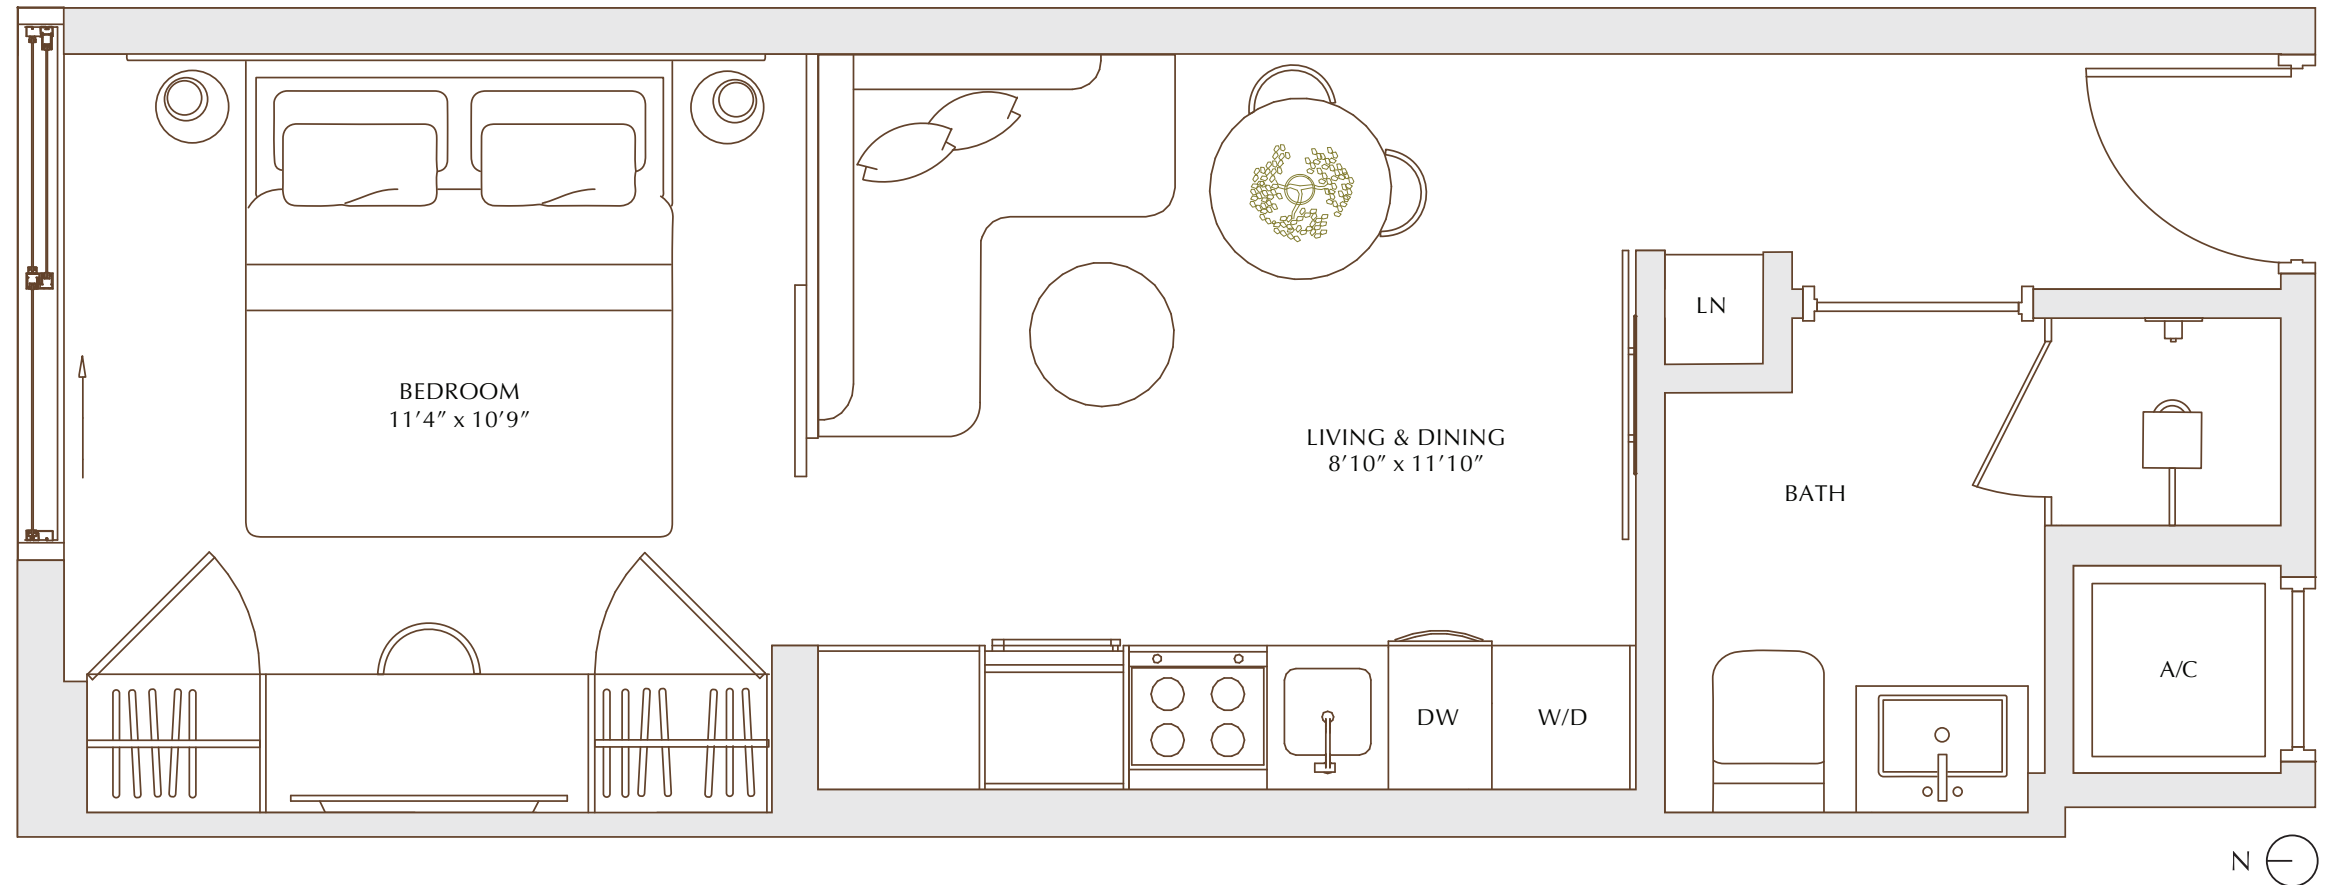 LN
BEDROOM
11’4” x 10’9”
LIVING & DINING
8’10” x 11’10”
BATH
A/C
DW
W/D
N